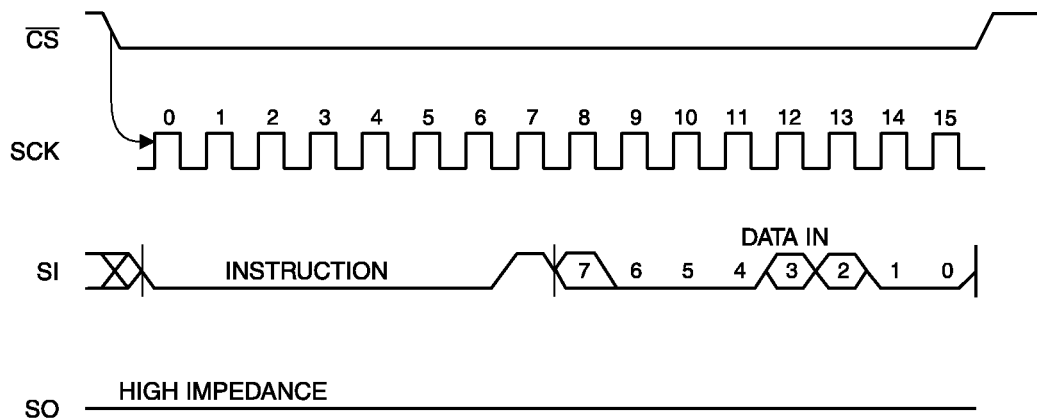 C̅S̅
0 1 2 3 4 5 6 7 8 9 10 11 12 13 14 15
SCK
DATA IN
SI INSTRUCTION 7 6 5 4 3 2 1 0
HIGH IMPEDANCE
SO